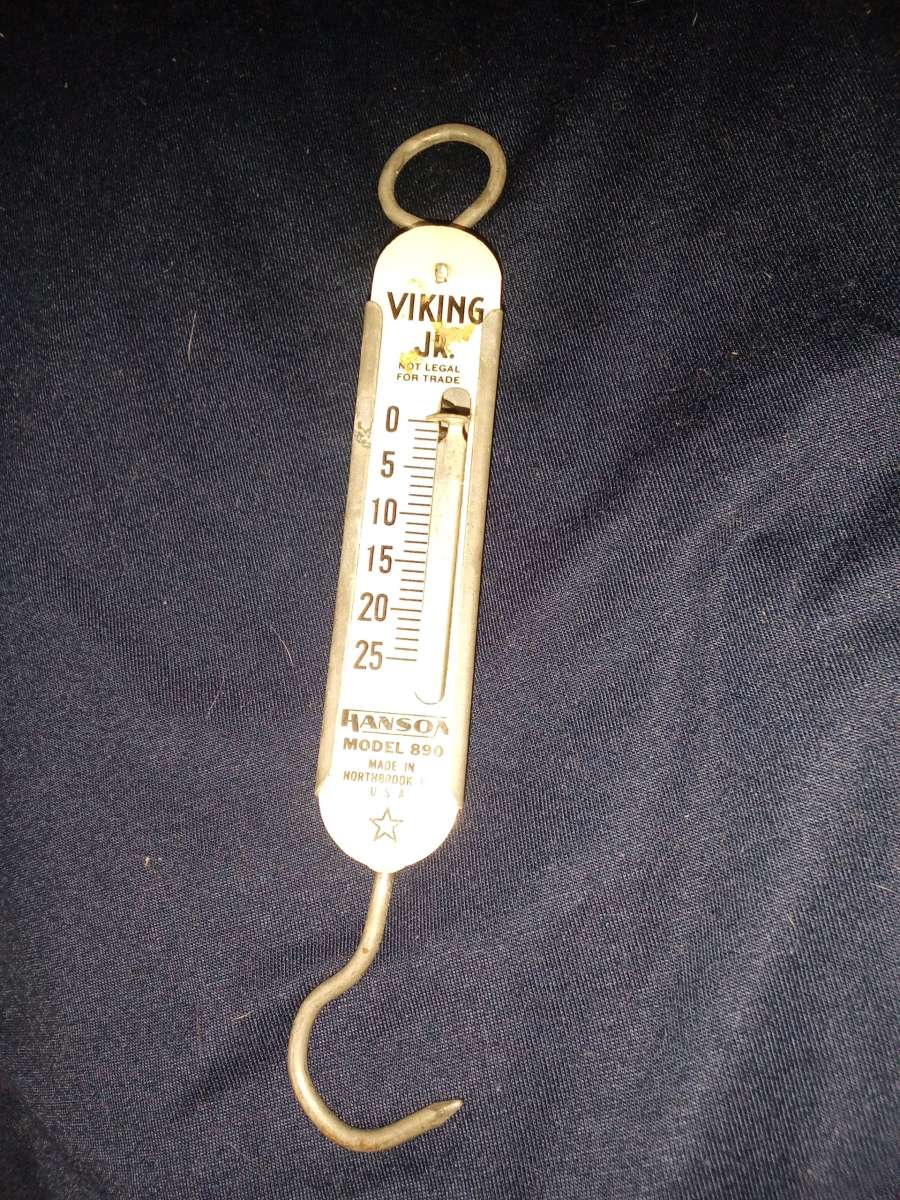 VIKING
JR.
NOT LEGAL
FOR TRADE
0
5
10
15
20
25
HANSON
MODEL 890
MADE IN
NORTHBROOK
U S A